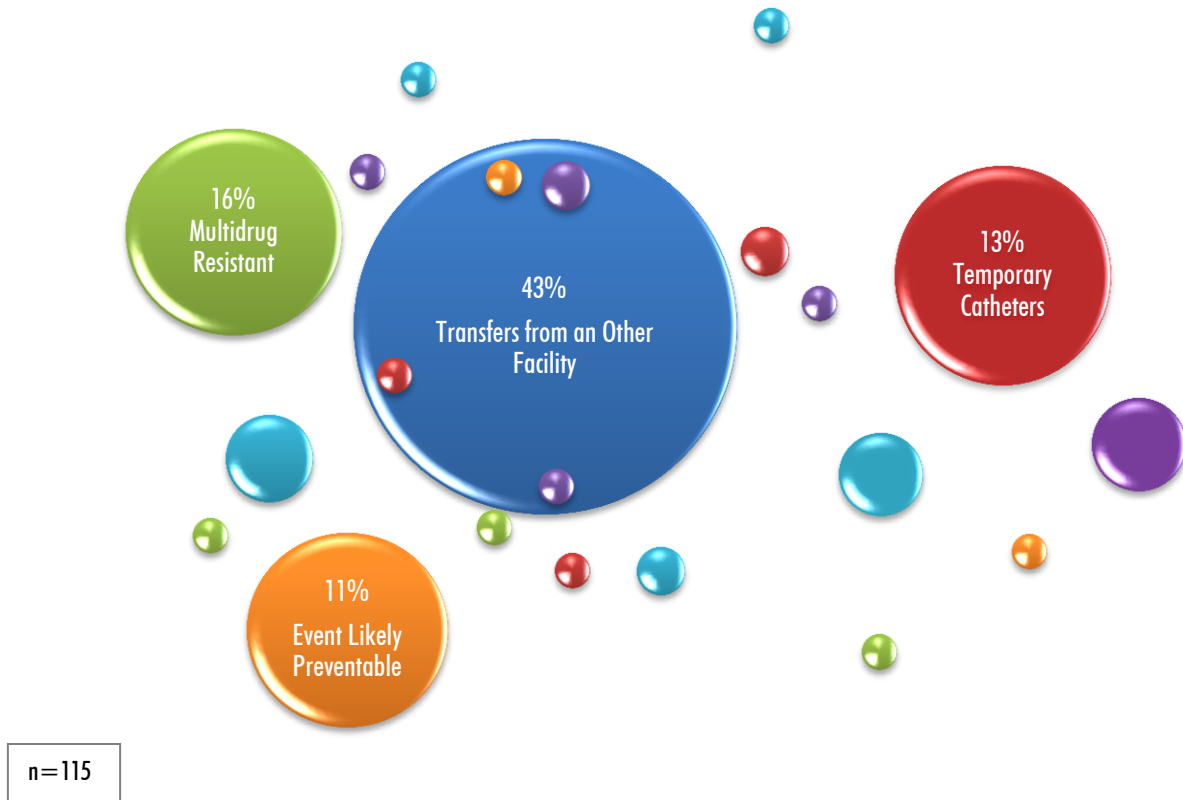 16%
Multidrug
Resistant
43%
Transfers from an Other
Facility
13%
Temporary
Catheters
11%
Event Likely
Preventable
n=115